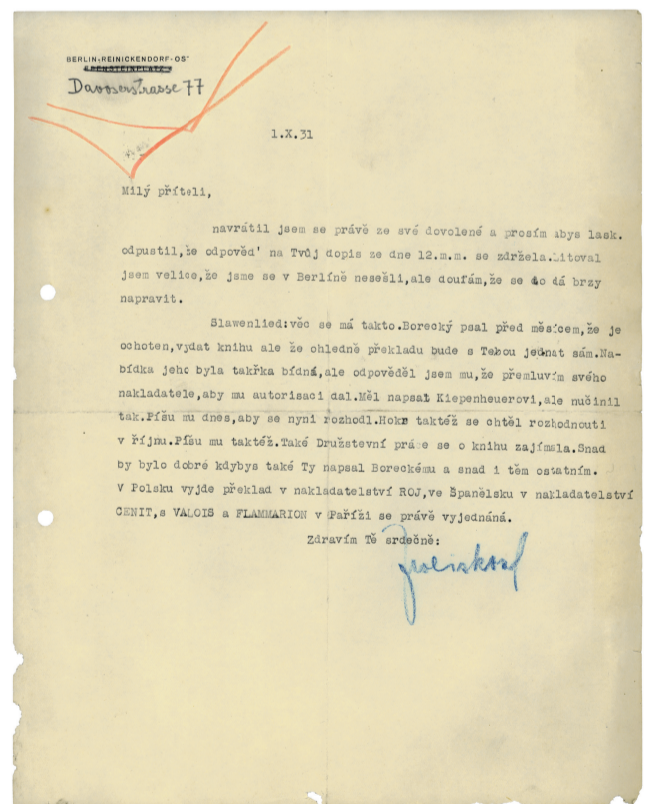 BERLIN-REINICKENDORF-OST
Davoserstrasse 77
1.X.31
Milý příteli,
navrátil jsem se právě ze své dovolené a prosím abys lask.
odpustil,že odpověd' na Tvůj dopis ze dne 12.m.m. se zdržela.Litoval
jsem velice,že jsme se v Berlíně nesešli,ale doufám,že se to dá brzy
napravit.
Slawenlied:věc se má takto.Borecký psal před měsícem,že je
ochoten,vydat knihu ale že ohledně překladu bude s Tebou jednat sám.Na-
bídka jeho byla takřka bídná,ale odpověděl jsem mu,že přemluvím svého
nakladatele,aby mu autorisaci dal.Měl napsat Kiepenheuerovi,ale nučinil
tak.Píšu mu dnes,aby se nyní rozhodl.Hokr taktéž se chtěl rozhodnouti
v říjnu.Píšu mu taktéž.Také Družstevní práce se o knihu zajímala.Snad
by bylo dobré kdybys také Ty napsal Boreckému a snad i těm ostatním.
V Polsku vyjde překlad v nakladatelství ROJ,ve Španělsku v nakladatelství
CENIT,s VALOIS a FLAMMARION v Paříži se právě vyjednáná.
Zdravím Tě srdečně: